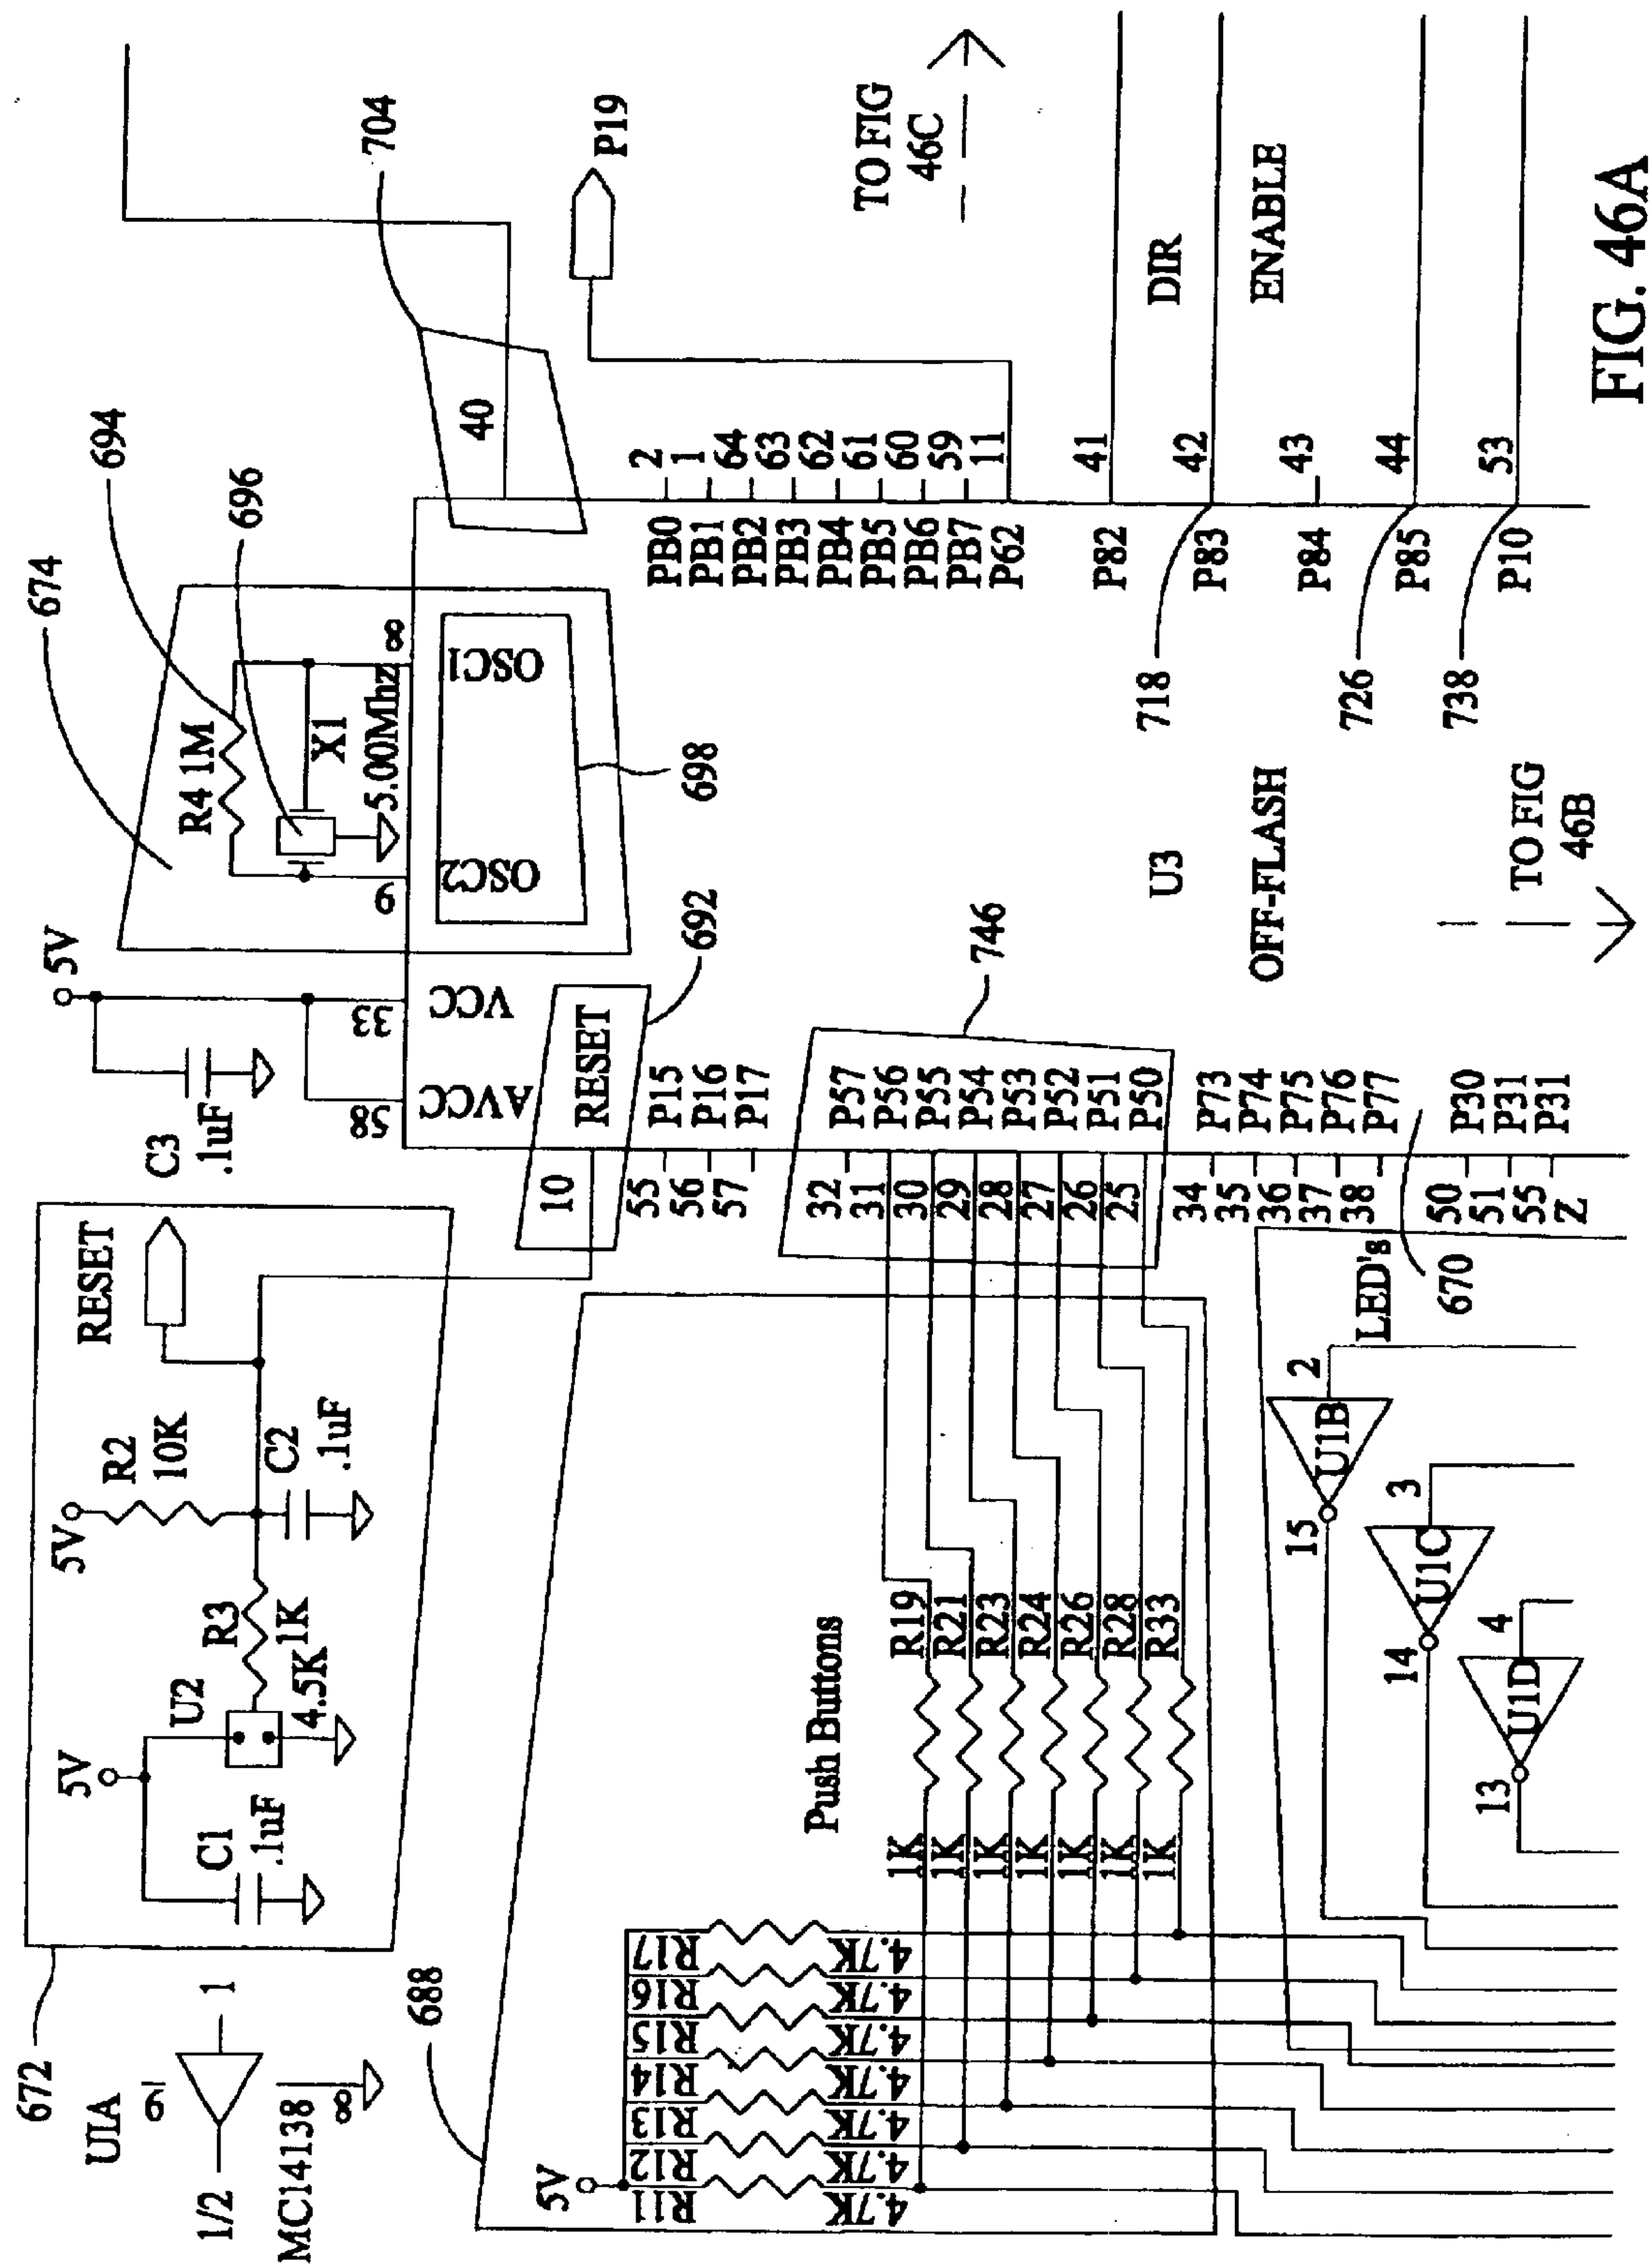 672
U1A
6
1/2
1
MC14138
8
5V
C1
.1uF
U2
4.5K
R3
1K
5V
R2
10K
C2
.1uF
RESET
C3
.1uF
5V
58
33
AVCC
VCC
674
R4 1M
X1
5.00Mhz
9
8
OSC2
OSC1
694
696
698
704
40
P19
10
RESET
692
55 P15
56 P16
57 P17
688
5V
R11 R12 R13 R14 R15 R16 R17
4.7K 4.7K 4.7K 4.7K 4.7K 4.7K 4.7K
Push Buttons
1K R19
1K R21
1K R23
1K R24
1K R26
1K R28
1K R33
746
32 P57
31 P56
30 P55
29 P54
28 P53
27 P52
26 P51
25 P50
34 P73
35 P74
36 P75
37 P76
38 P77
50 P30
51 P31
55 P31
Z
670
LED's
15 U1B 2
14 U1C 3
13 U1D 4
U3
OFF-FLASH
TO FIG
46B
PB0 2
PB1 1
PB2 64
PB3 63
PB4 62
PB5 61
PB6 60
PB7 59
P62 11
P82 41
P83 42
P84 43
P85 44
P10 53
718
726
738
TO FIG
46C
DIR
ENABLE
FIG. 46A